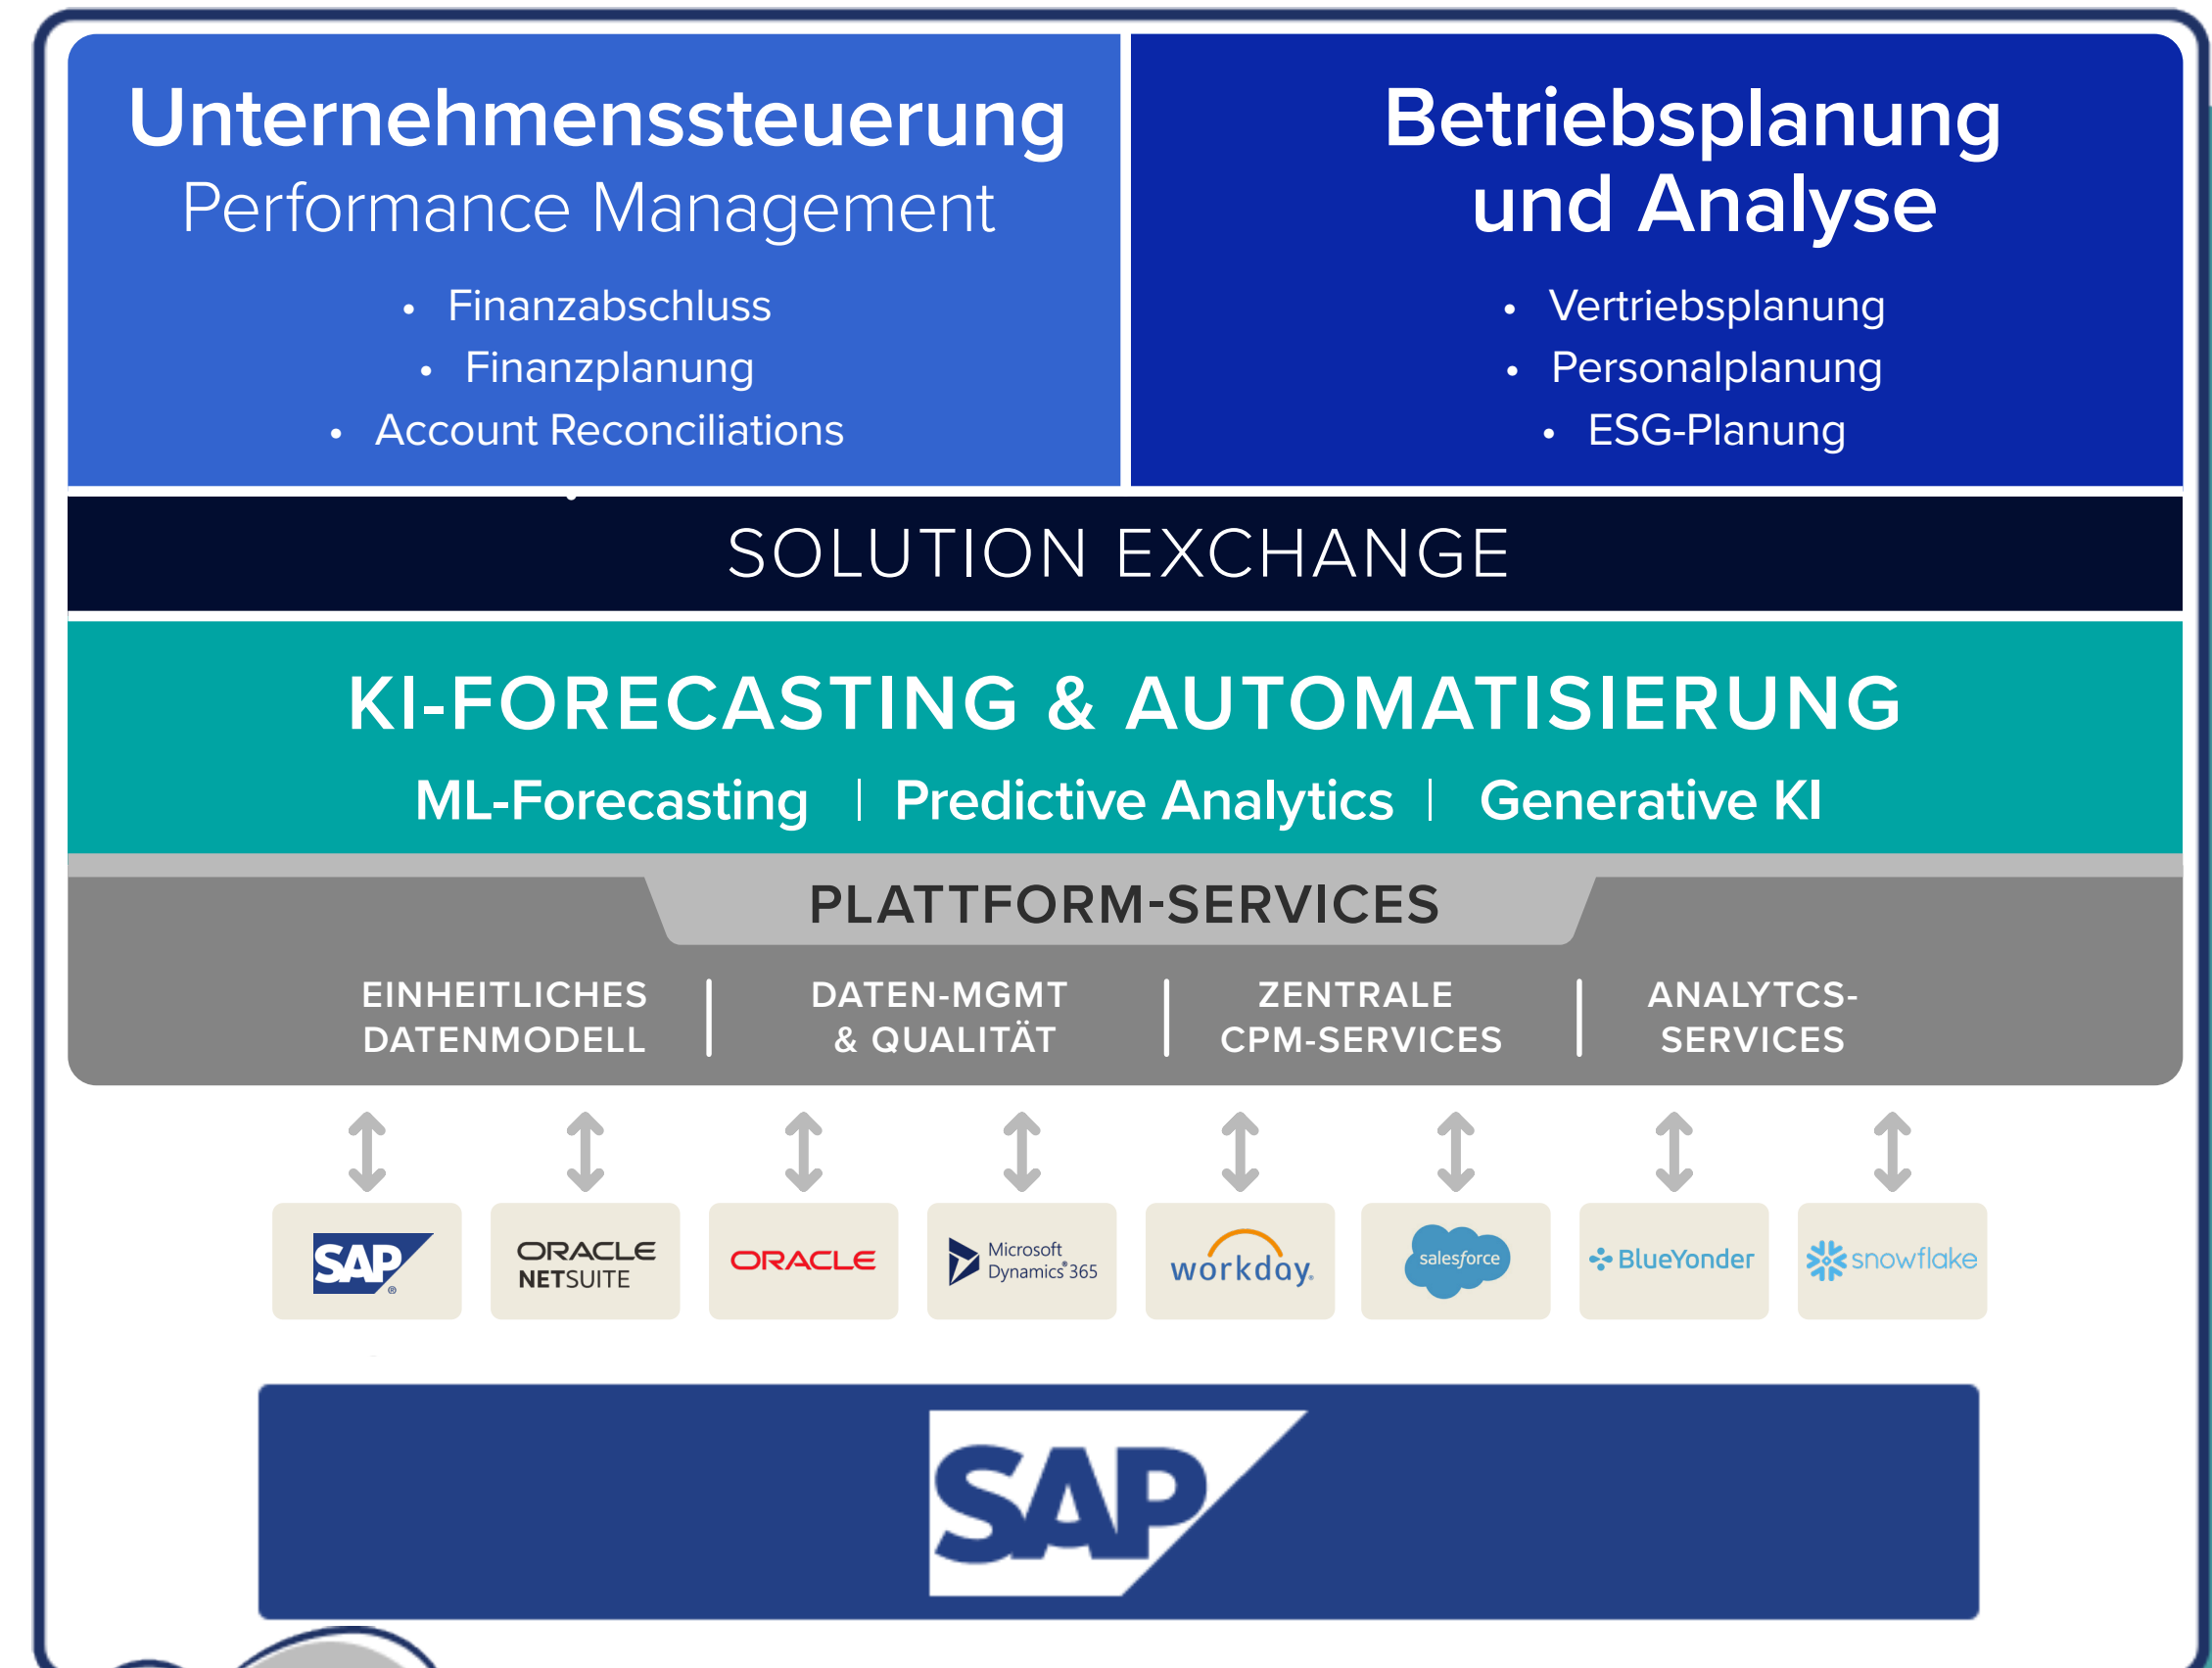 Unternehmenssteuerung
Performance Management
• Finanzabschluss
• Finanzplanung
• Account Reconciliations
Betriebsplanung
und Analyse
• Vertriebsplanung
• Personalplanung
• ESG-Planung
SOLUTION EXCHANGE
KI-FORECASTING & AUTOMATISIERUNG
ML-Forecasting | Predictive Analytics | Generative KI
PLATTFORM-SERVICES
EINHEITLICHES
DATENMODELL
DATEN-MGMT
& QUALITÄT
ZENTRALE
CPM-SERVICES
ANALYTCS-
SERVICES
SAP®
ORACLE
NETSUITE
ORACLE
Microsoft
Dynamics® 365
workday.
salesforce
BlueYonder
snowflake
SAP